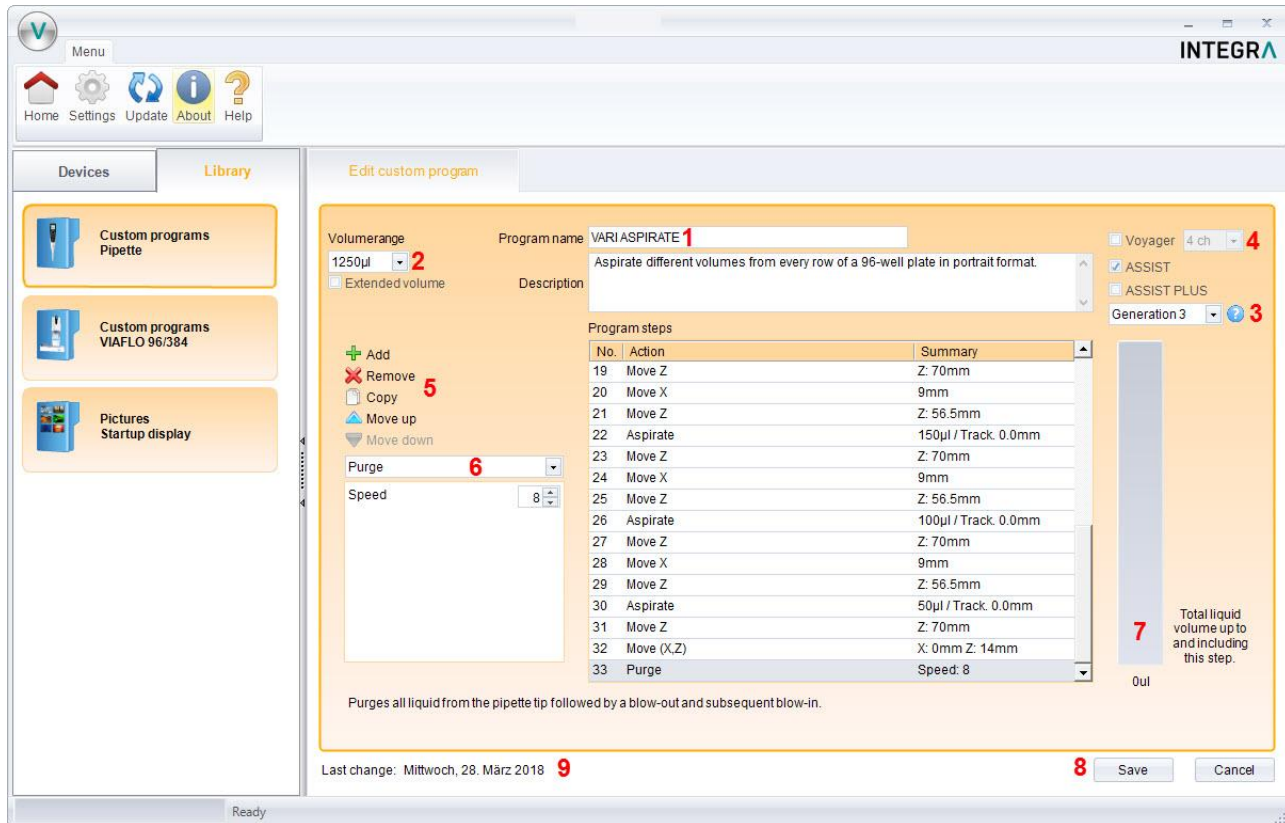 V
Menu
INTEGRA
Home Settings Update About Help
Devices
Library
Edit custom program
Custom programs
Pipette
Custom programs
VIAFLO 96/384
Pictures
Startup display
Volumerange
1250µl 2
Extended volume
Program name VARI ASPIRATE 1
Description Aspirate different volumes from every row of a 96-well plate in portrait format.
Voyager 4 ch 4
ASSIST
ASSIST PLUS
Generation 3 ? 3
Add
Remove
5
Copy
Move up
Move down
Purge 6
Speed 8
Program steps
No. Action Summary
19 Move Z Z: 70mm
20 Move X 9mm
21 Move Z Z: 56.5mm
22 Aspirate 150µl / Track. 0.0mm
23 Move Z Z: 70mm
24 Move X 9mm
25 Move Z Z: 56.5mm
26 Aspirate 100µl / Track. 0.0mm
27 Move Z Z: 70mm
28 Move X 9mm
29 Move Z Z: 56.5mm
30 Aspirate 50µl / Track. 0.0mm
31 Move Z Z: 70mm
32 Move (X,Z) X: 0mm Z: 14mm
33 Purge Speed: 8
7
0ul
Total liquid
volume up to
and including
this step.
Purges all liquid from the pipette tip followed by a blow-out and subsequent blow-in.
Last change: Mittwoch, 28. März 2018 9
8 Save Cancel
Ready